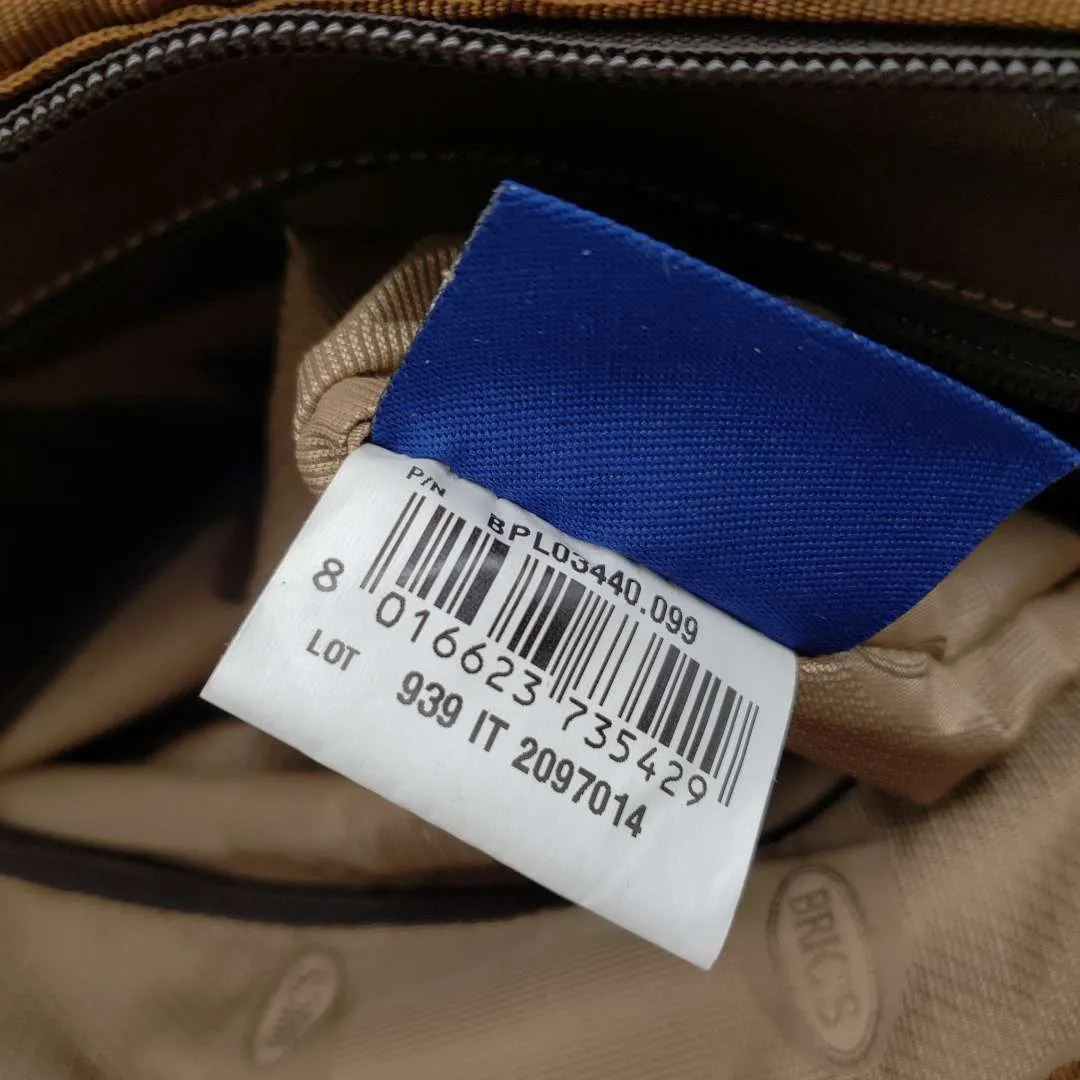 P/N BPL03440.099
8 016623 735429
LOT 939 IT 2097014
BRIC'S